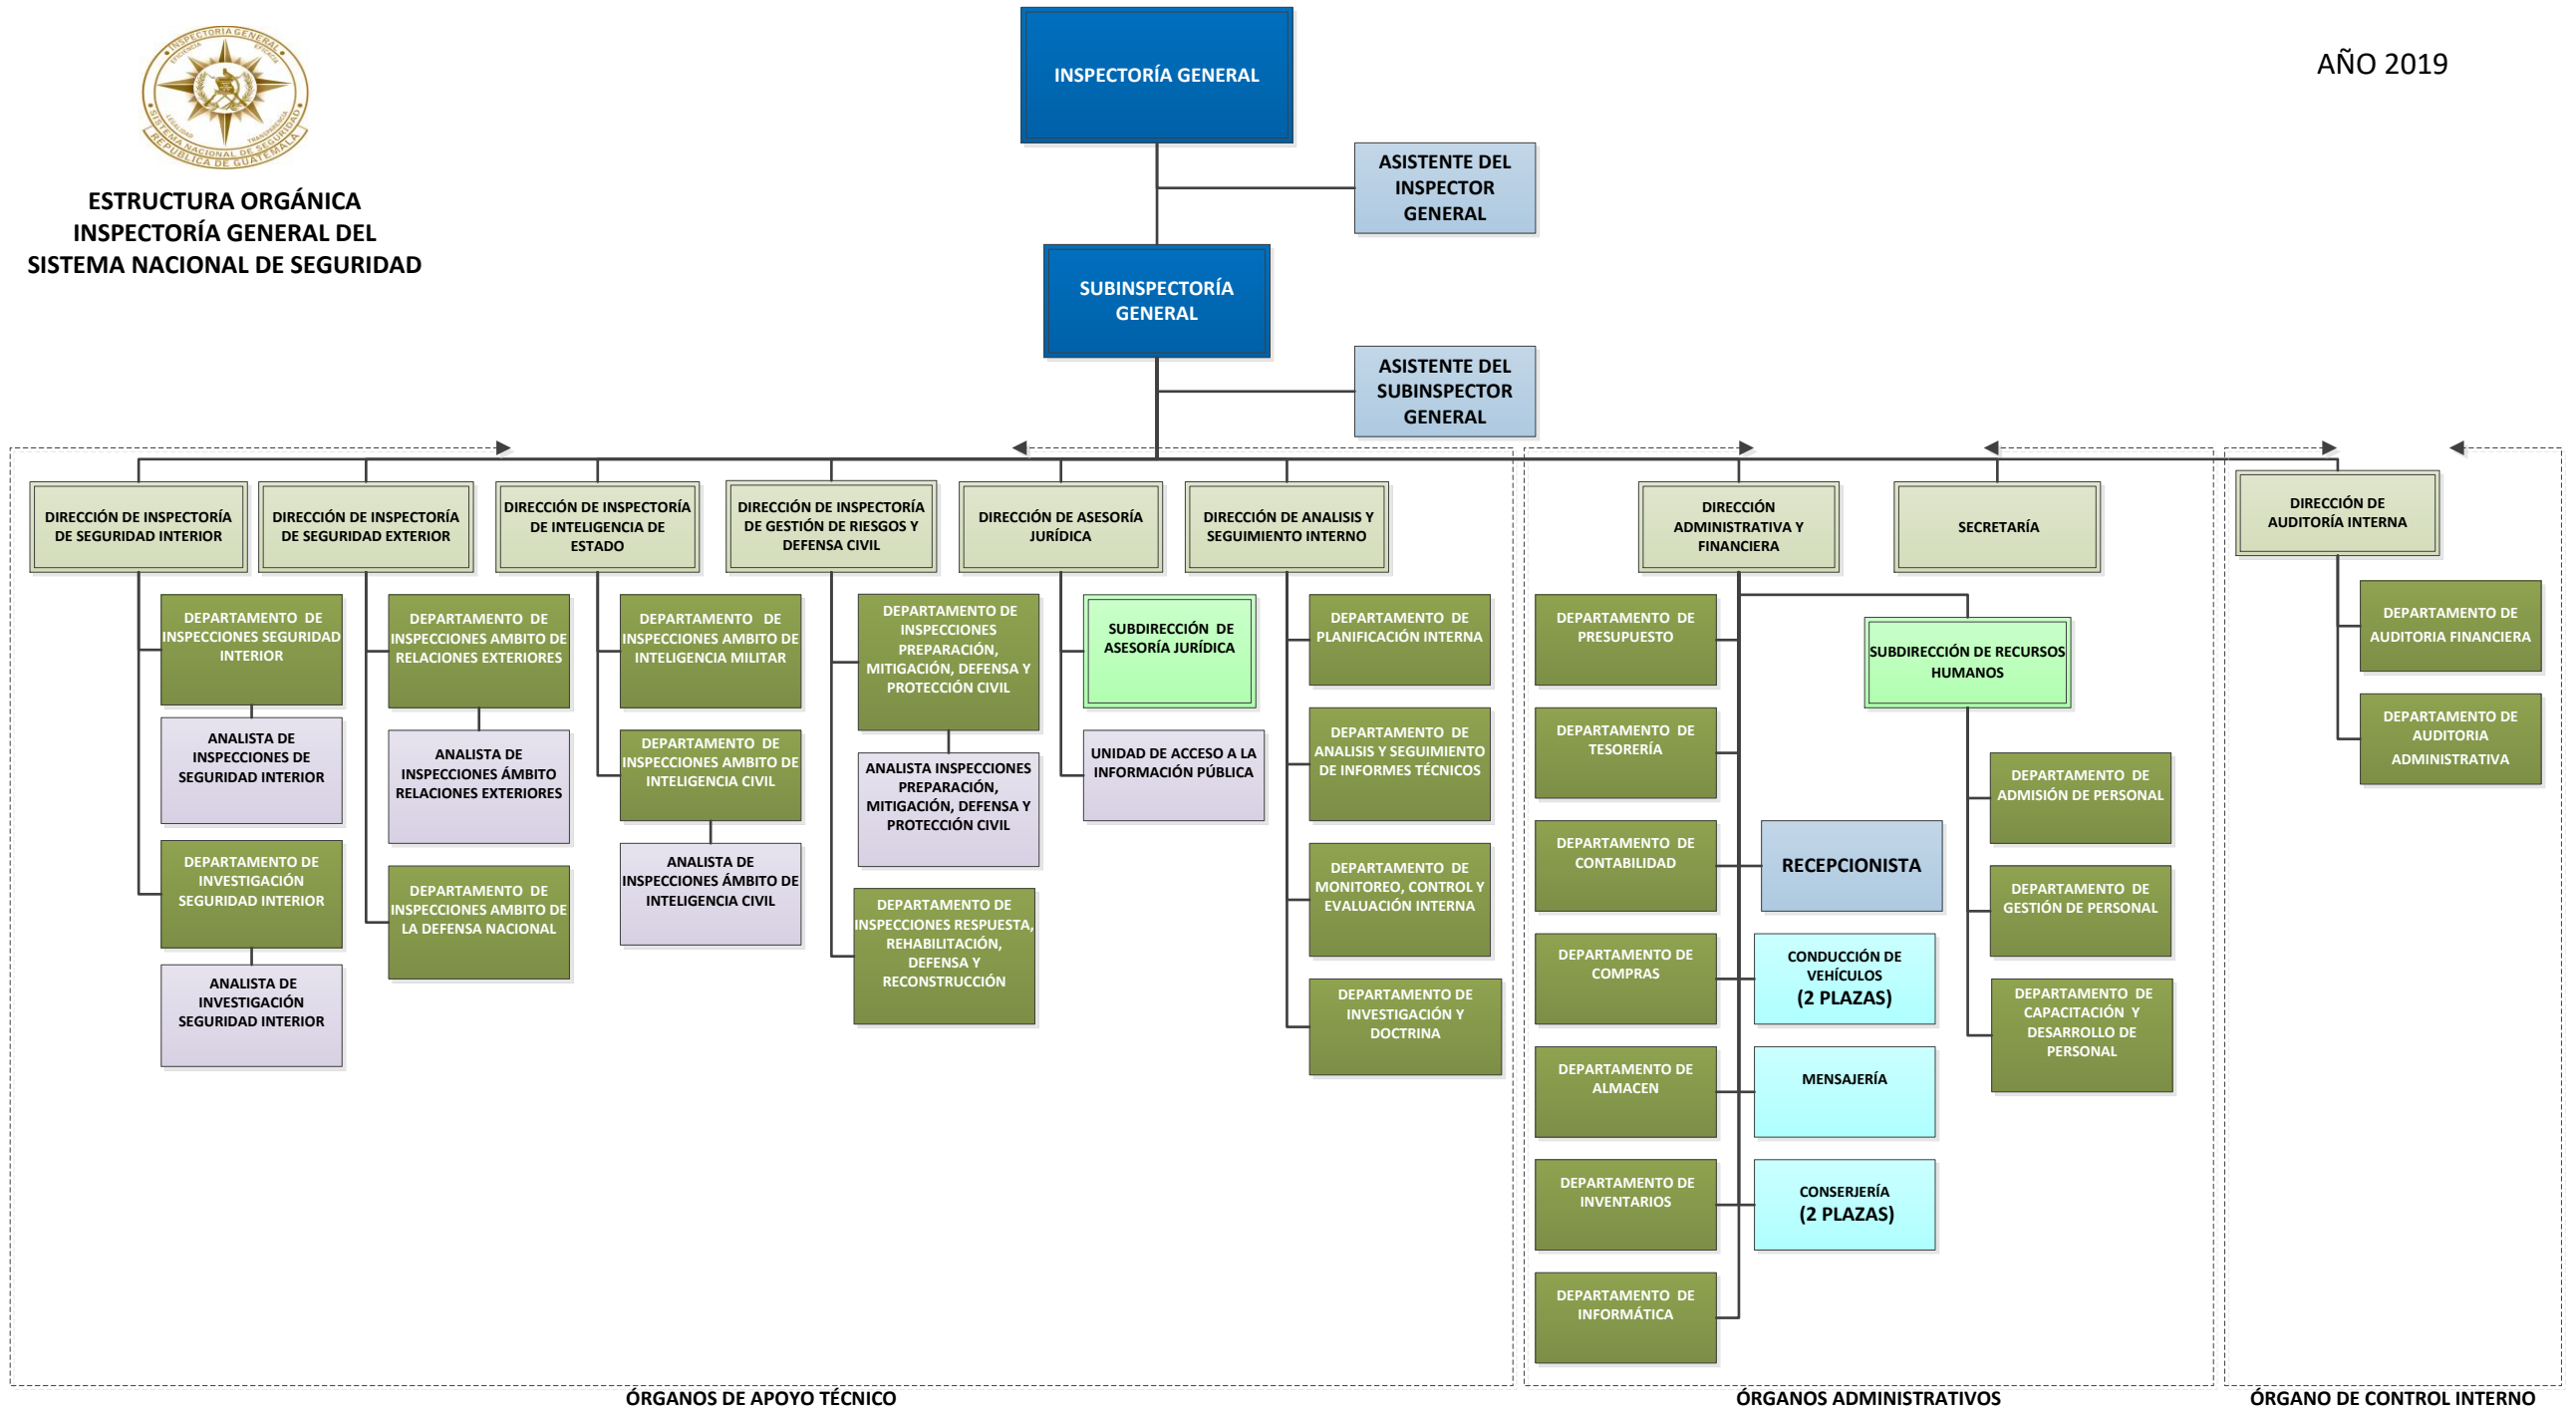 INSPECTORIA GENERAL
EFICIENCIA
EFICACIA
LEGALIDAD
TRANSPARENCIA
SISTEMA NACIONAL DE SEGURIDAD
REPÚBLICA DE GUATEMALA
ESTRUCTURA ORGÁNICA
INSPECTORÍA GENERAL DEL
SISTEMA NACIONAL DE SEGURIDAD
AÑO 2019
INSPECTORÍA GENERAL
ASISTENTE DEL
INSPECTOR
GENERAL
SUBINSPECTORÍA
GENERAL
ASISTENTE DEL
SUBINSPECTOR
GENERAL
DIRECCIÓN DE INSPECTORÍA
DE SEGURIDAD INTERIOR
DEPARTAMENTO DE
INSPECCIONES SEGURIDAD
INTERIOR
ANALISTA DE
INSPECCIONES DE
SEGURIDAD INTERIOR
DEPARTAMENTO DE
INVESTIGACIÓN
SEGURIDAD INTERIOR
ANALISTA DE
INVESTIGACIÓN
SEGURIDAD INTERIOR
DIRECCIÓN DE INSPECTORÍA
DE SEGURIDAD EXTERIOR
DEPARTAMENTO DE
INSPECCIONES AMBITO DE
RELACIONES EXTERIORES
ANALISTA DE
INSPECCIONES ÁMBITO
RELACIONES EXTERIORES
DEPARTAMENTO DE
INSPECCIONES AMBITO DE
LA DEFENSA NACIONAL
DIRECCIÓN DE INSPECTORÍA
DE INTELIGENCIA DE
ESTADO
DEPARTAMENTO DE
INSPECCIONES AMBITO DE
INTELIGENCIA MILITAR
DEPARTAMENTO DE
INSPECCIONES AMBITO DE
INTELIGENCIA CIVIL
ANALISTA DE
INSPECCIONES ÁMBITO DE
INTELIGENCIA CIVIL
DIRECCIÓN DE INSPECTORÍA
DE GESTIÓN DE RIESGOS Y
DEFENSA CIVIL
DEPARTAMENTO DE
INSPECCIONES
PREPARACIÓN,
MITIGACIÓN, DEFENSA Y
PROTECCIÓN CIVIL
ANALISTA INSPECCIONES
PREPARACIÓN,
MITIGACIÓN, DEFENSA Y
PROTECCIÓN CIVIL
DEPARTAMENTO DE
INSPECCIONES RESPUESTA,
REHABILITACIÓN,
DEFENSA Y
RECONSTRUCCIÓN
DIRECCIÓN DE ASESORÍA
JURÍDICA
SUBDIRECCIÓN DE
ASESORÍA JURÍDICA
UNIDAD DE ACCESO A LA
INFORMACIÓN PÚBLICA
DIRECCIÓN DE ANALISIS Y
SEGUIMIENTO INTERNO
DEPARTAMENTO DE
PLANIFICACIÓN INTERNA
DEPARTAMENTO DE
ANALISIS Y SEGUIMIENTO
DE INFORMES TÉCNICOS
DEPARTAMENTO DE
MONITOREO, CONTROL Y
EVALUACIÓN INTERNA
DEPARTAMENTO DE
INVESTIGACIÓN Y
DOCTRINA
DIRECCIÓN
ADMINISTRATIVA Y
FINANCIERA
DEPARTAMENTO DE
PRESUPUESTO
DEPARTAMENTO DE
TESORERÍA
DEPARTAMENTO DE
CONTABILIDAD
DEPARTAMENTO DE
COMPRAS
DEPARTAMENTO DE
ALMACEN
DEPARTAMENTO DE
INVENTARIOS
DEPARTAMENTO DE
INFORMÁTICA
RECEPCIONISTA
CONDUCCIÓN DE
VEHÍCULOS
(2 PLAZAS)
MENSAJERÍA
CONSERJERÍA
(2 PLAZAS)
SECRETARÍA
SUBDIRECCIÓN DE RECURSOS
HUMANOS
DEPARTAMENTO DE
ADMISIÓN DE PERSONAL
DEPARTAMENTO DE
GESTIÓN DE PERSONAL
DEPARTAMENTO DE
CAPACITACIÓN Y
DESARROLLO DE
PERSONAL
DIRECCIÓN DE
AUDITORÍA INTERNA
DEPARTAMENTO DE
AUDITORIA FINANCIERA
DEPARTAMENTO DE
AUDITORIA
ADMINISTRATIVA
ÓRGANOS DE APOYO TÉCNICO
ÓRGANOS ADMINISTRATIVOS
ÓRGANO DE CONTROL INTERNO